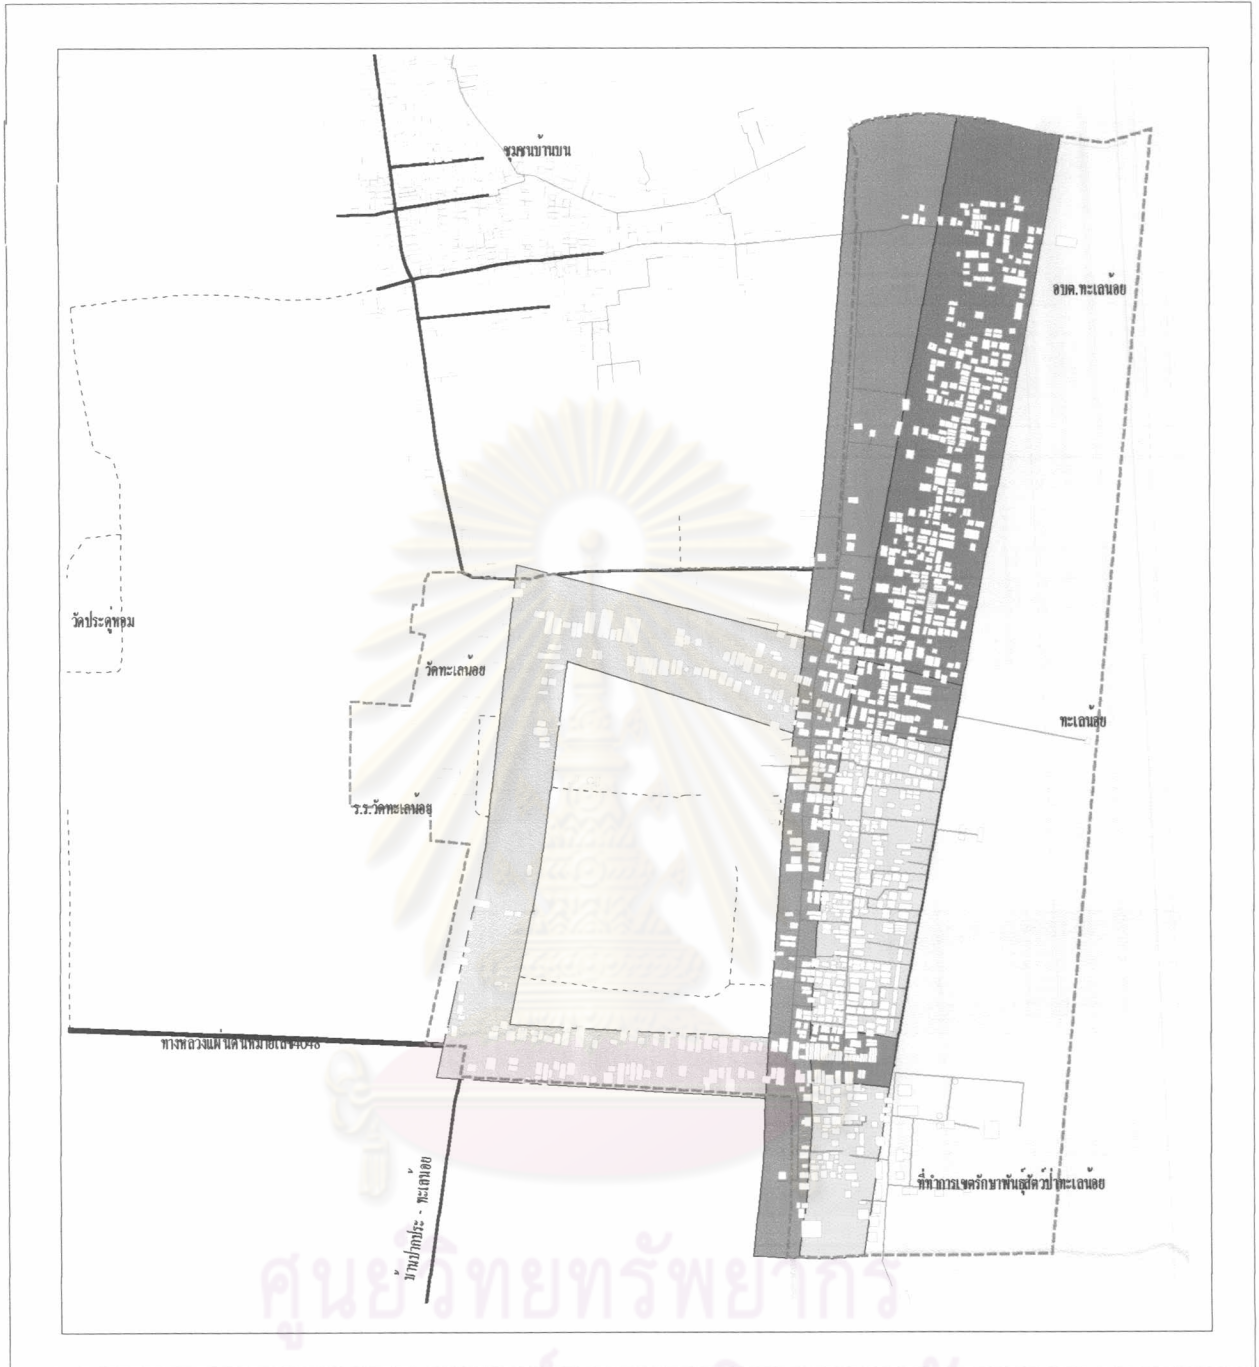 ชุมชนบ้านบน
อบต.ทะเลน้อย
วัดประดู่หอม
วัดทะเลน้อย
ทะเลน้อย
ร.ร.วัดทะเลน้อย
ทางหลวงแผ่นดินหมายเลข4048
บ้านปากประ - ทะเลน้อย
ที่ทำการเขตรักษาพันธุ์สัตว์ป่าทะเลน้อย
ศูนย์วิทยทรัพยากร